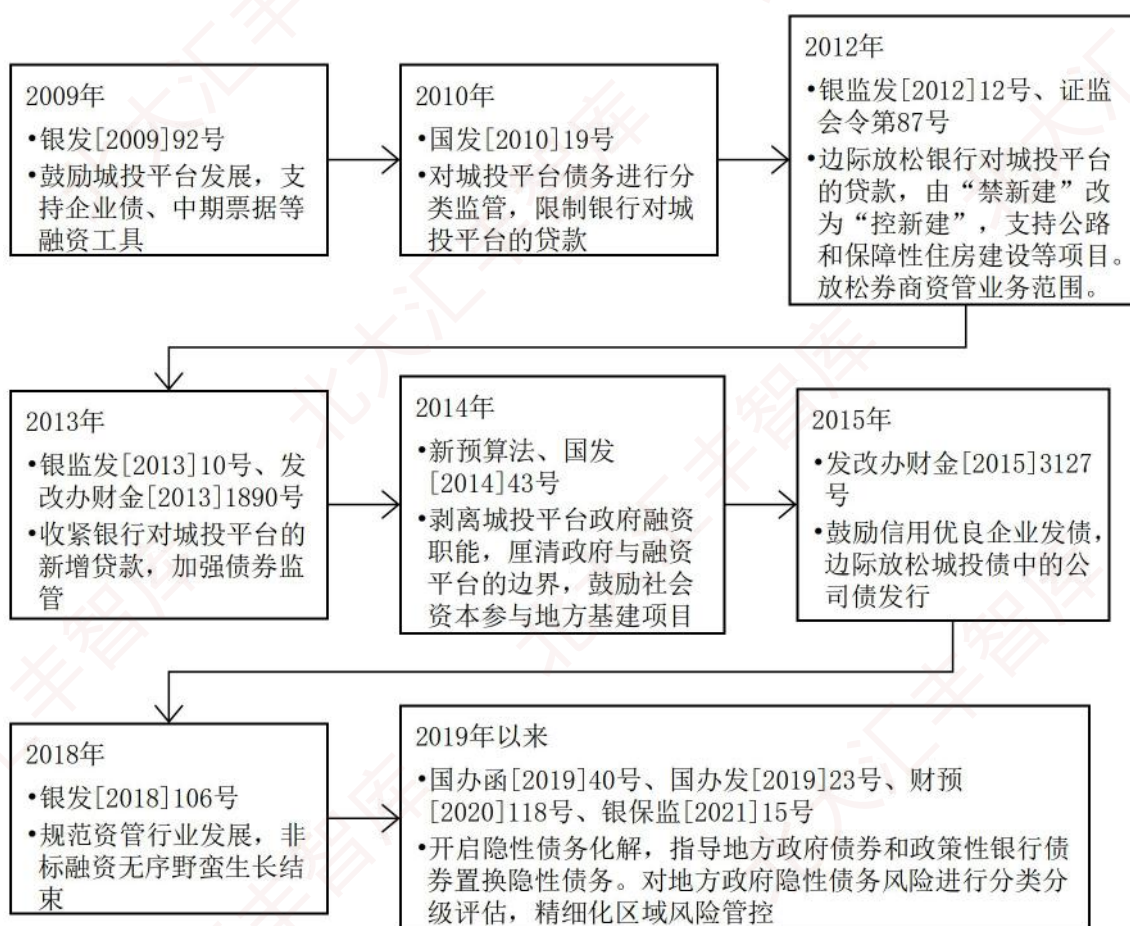 2009年
•银发[2009]92号
•鼓励城投平台发展，支
持企业债、中期票据等
融资工具
2010年
•国发[2010]19号
•对城投平台债务进行分
类监管，限制银行对城
投平台的贷款
2012年
•银监发[2012]12号、证监
会令第87号
•边际放松银行对城投平台
的贷款，由“禁新建”改
为“控新建”，支持公路
和保障性住房建设等项目。
放松券商资管业务范围。
2013年
•银监发[2013]10号、发
改办财金[2013]1890号
•收紧银行对城投平台的
新增贷款，加强债券监
管
2014年
•新预算法、国发
[2014]43号
•剥离城投平台政府融资
职能，厘清政府与融资
平台的边界，鼓励社会
资本参与地方基建项目
2015年
•发改办财金[2015]3127
号
•鼓励信用优良企业发债，
边际放松城投债中的公
司债发行
2018年
•银发[2018]106号
•规范资管行业发展，非
标融资无序野蛮生长结
束
2019年以来
•国办函[2019]40号、国办发[2019]23号、财预
[2020]118号、银保监[2021]15号
•开启隐性债务化解，指导地方政府债券和政策性银行债
券置换隐性债务。对地方政府隐性债务风险进行分类分
级评估，精细化区域风险管控
北大汇丰智库